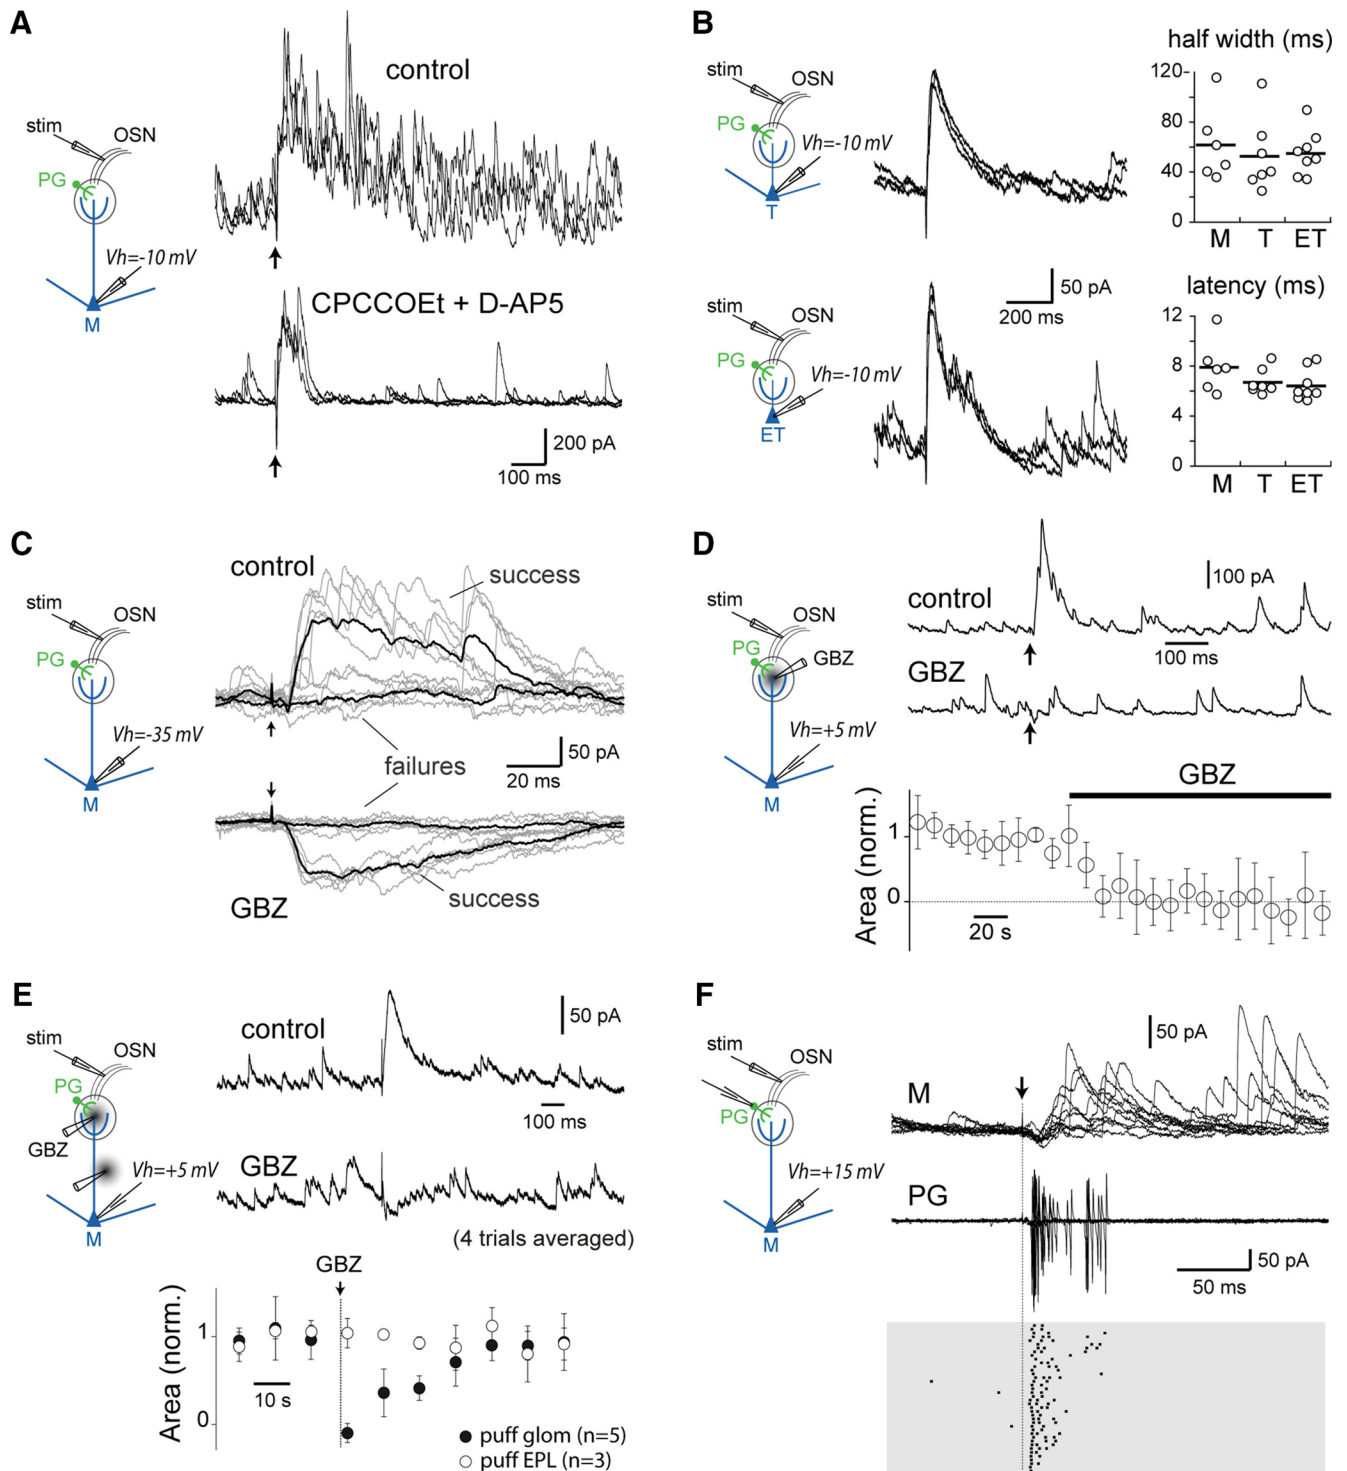 A
control
stim
OSN
PG
Vh=-10 mV
M
CPCCOEt + D-AP5
200 pA
100 ms
B
half width (ms)
stim
OSN
PG
Vh=-10 mV
T
120
80
40
0
M T ET
50 pA
200 ms
latency (ms)
stim
OSN
PG
Vh=-10 mV
ET
12
8
4
0
M T ET
C
control
success
stim
OSN
PG
Vh=-35 mV
M
failures
50 pA
20 ms
success
GBZ
D
100 pA
control
stim
OSN
PG
GBZ
100 ms
GBZ
Vh=+5 mV
M
GBZ
Area (norm.)
1
0
20 s
E
control
50 pA
stim
OSN
PG
100 ms
GBZ
Vh=+5 mV
GBZ
M
(4 trials averaged)
GBZ
Area (norm.)
1
0
10 s
puff glom (n=5)
puff EPL (n=3)
F
50 pA
stim
OSN
M
PG
Vh=+15 mV
PG
M
50 pA
50 ms